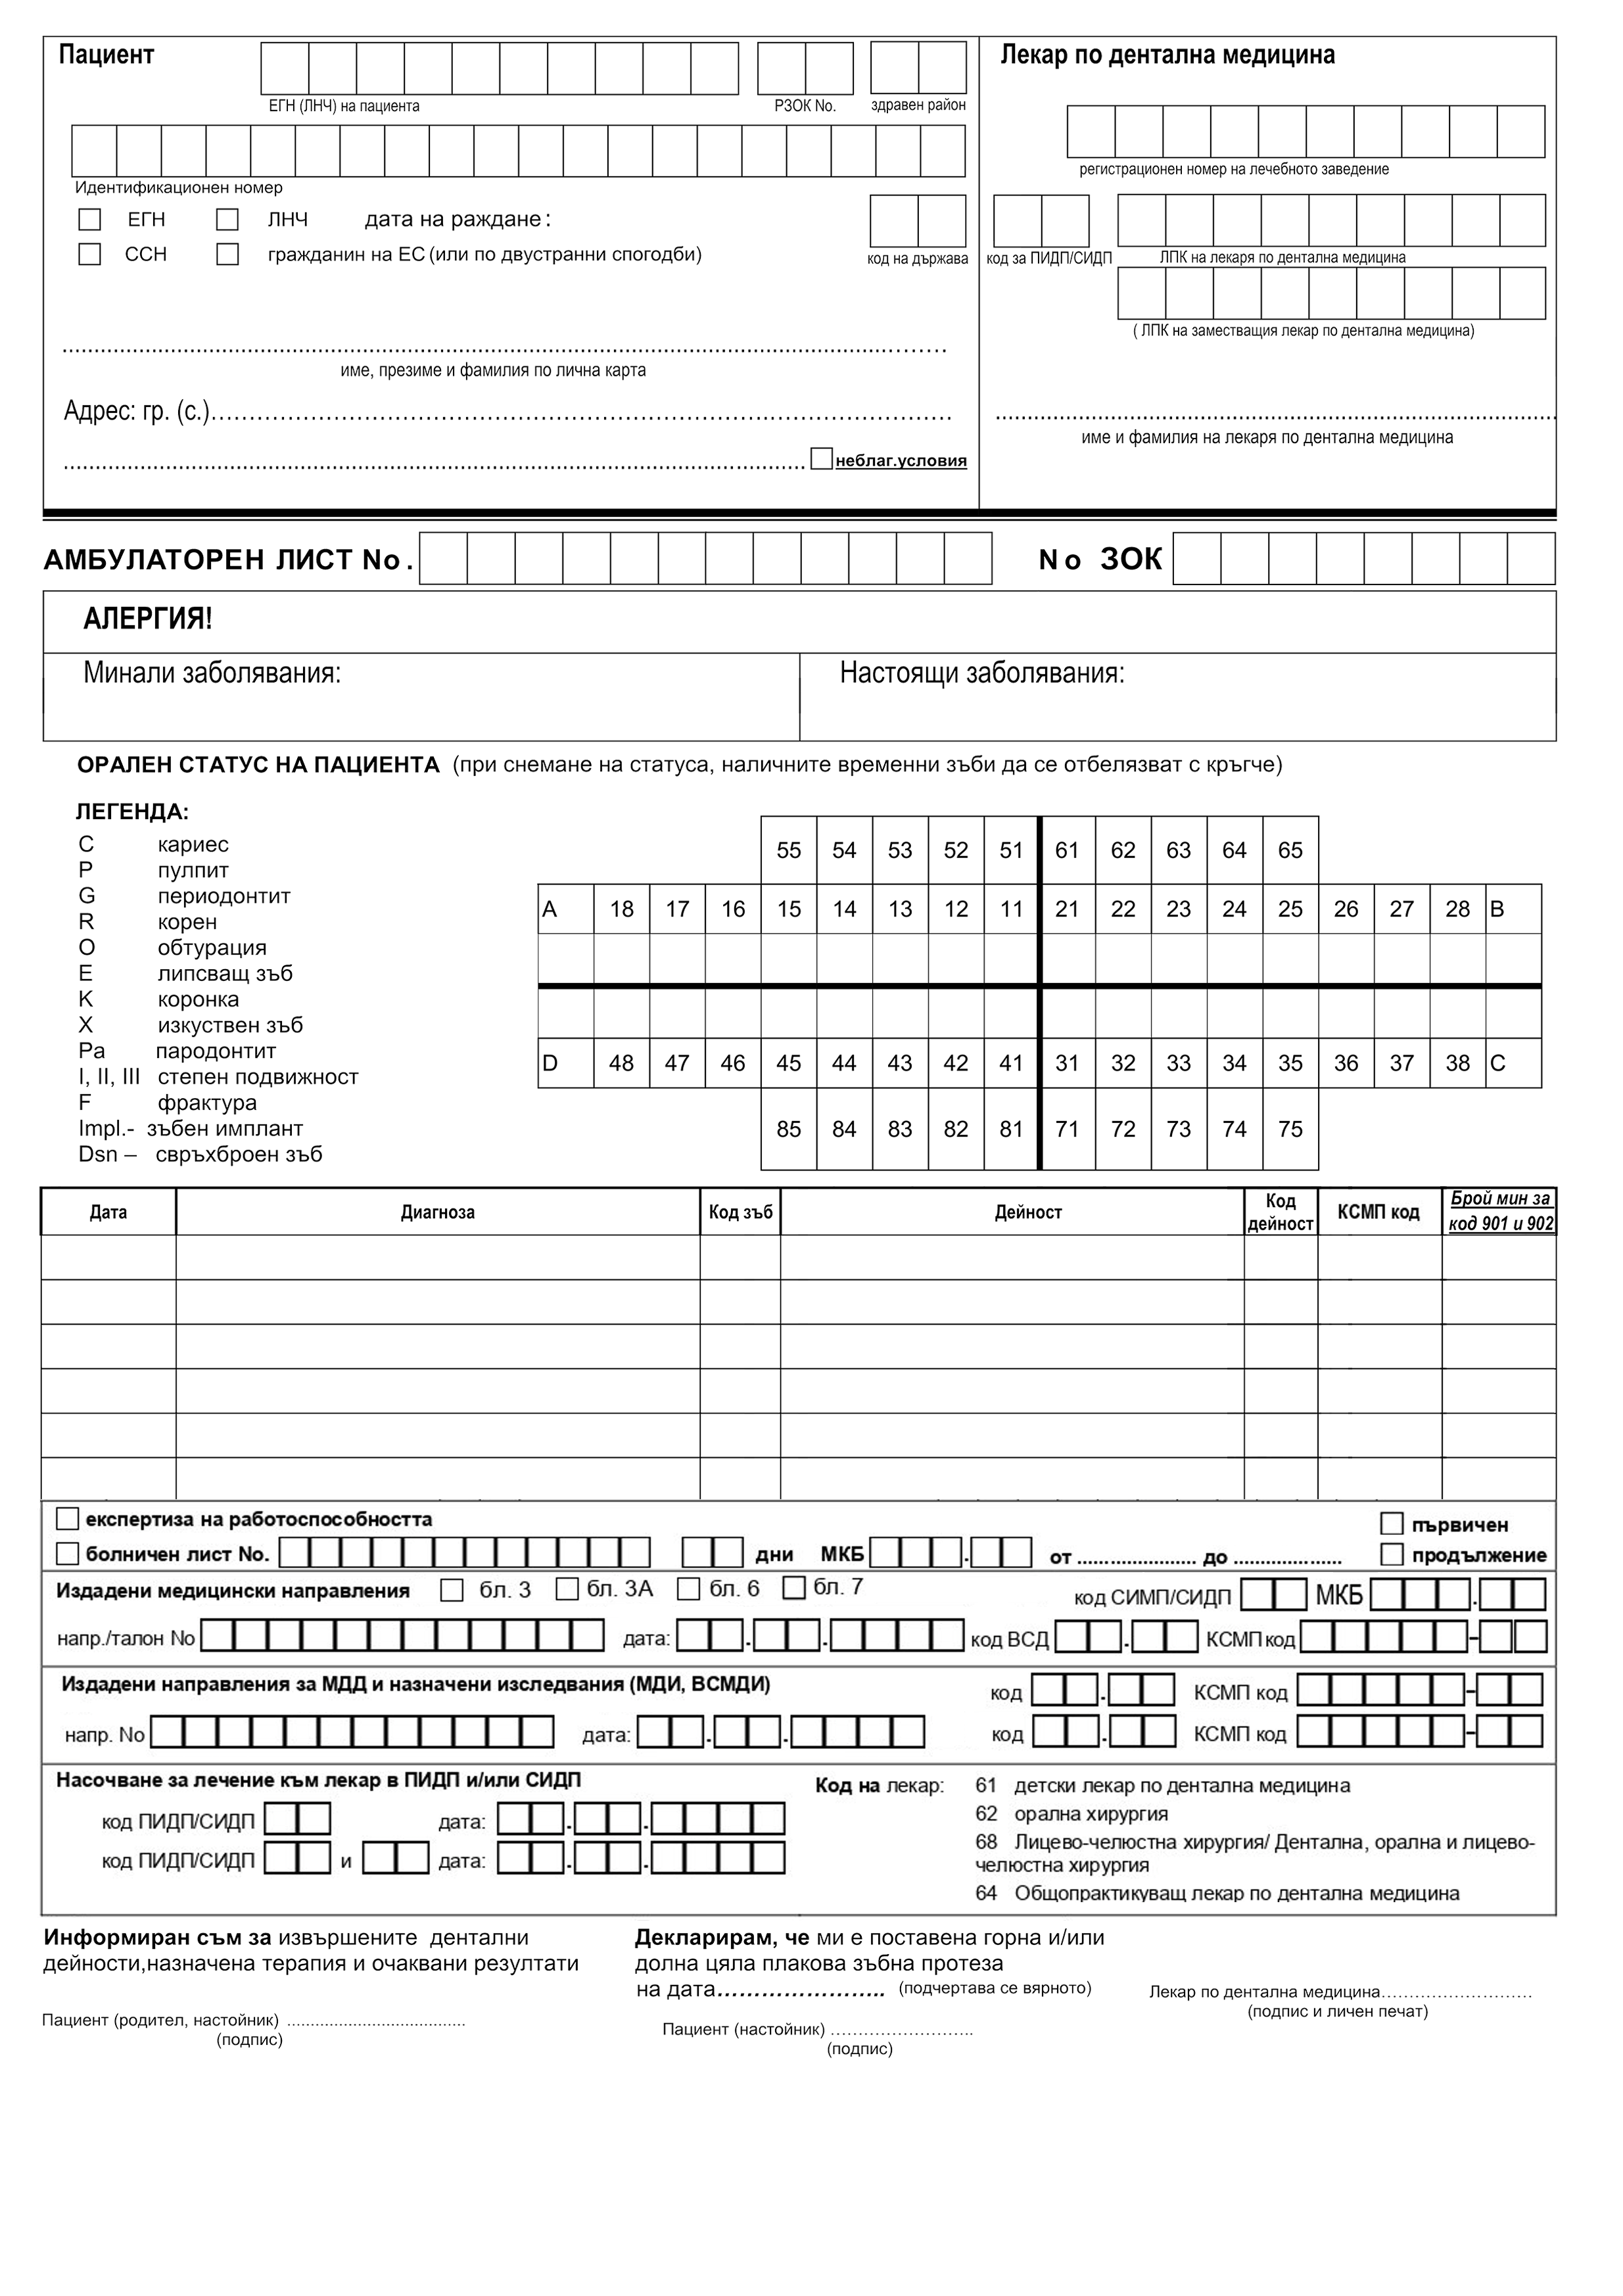 Пациент
ЕГН (ЛНЧ) на пациента РЗОК No. здравен район
Идентификационен номер
ЕГН ЛНЧ дата на раждане :
ССН гражданин на ЕС (или по двустранни спогодби)
код на държава
име, презиме и фамилия по лична карта
Адрес: гр. (с.)
неблаг.условия
Лекар по дентална медицина
регистрационен номер на лечебното заведение
код за ПИДП/СИДП ЛПК на лекаря по дентална медицина
( ЛПК на заместващия лекар по дентална медицина)
име и фамилия на лекаря по дентална медицина
АМБУЛАТОРЕН ЛИСТ No. No ЗОК
АЛЕРГИЯ!
Минали заболявания: Настоящи заболявания:
ОРАЛЕН СТАТУС НА ПАЦИЕНТА (при снемане на статуса, наличните временни зъби да се отбелязват с кръгче)
ЛЕГЕНДА:
C кариес
P пулпит
G периодонтит
R корен
O обтурация
E липсващ зъб
K коронка
X изкуствен зъб
Pa пародонтит
I, II, III степен подвижност
F фрактура
Impl.- зъбен имплант
Dsn – свръхброен зъб
55 54 53 52 51 61 62 63 64 65
A 18 17 16 15 14 13 12 11 21 22 23 24 25 26 27 28 B
D 48 47 46 45 44 43 42 41 31 32 33 34 35 36 37 38 C
85 84 83 82 81 71 72 73 74 75
Дата Диагноза Код зъб Дейност Код дейност КСМП код Брой мин за код 901 и 902
експертиза на работоспособността първичен
болничен лист No. дни МКБ . от ..................... до ................... продължение
Издадени медицински направления бл. 3 бл. 3А бл. 6 бл. 7 код СИМП/СИДП МКБ .
напр./талон No дата: . . код ВСД . КСМП код -
Издадени направления за МДД и назначени изследвания (МДИ, ВСМДИ) код . КСМП код -
напр. No дата: . . код . КСМП код -
Насочване за лечение към лекар в ПИДП и/или СИДП
код ПИДП/СИДП дата: . .
код ПИДП/СИДП и дата: . .
Код на лекар: 61 детски лекар по дентална медицина
62 орална хирургия
68 Лицево-челюстна хирургия/ Дентална, орална и лицево-
челюстна хирургия
64 Общопрактикуващ лекар по дентална медицина
Информиран съм за извършените дентални
дейности,назначена терапия и очаквани резултати
Пациент (родител, настойник) ......................................
(подпис)
Декларирам, че ми е поставена горна и/или
долна цяла плакова зъбна протеза
на дата………………….. (подчертава се вярното)
Пациент (настойник) ……………………..
(подпис)
Лекар по дентална медицина………………………
(подпис и личен печат)